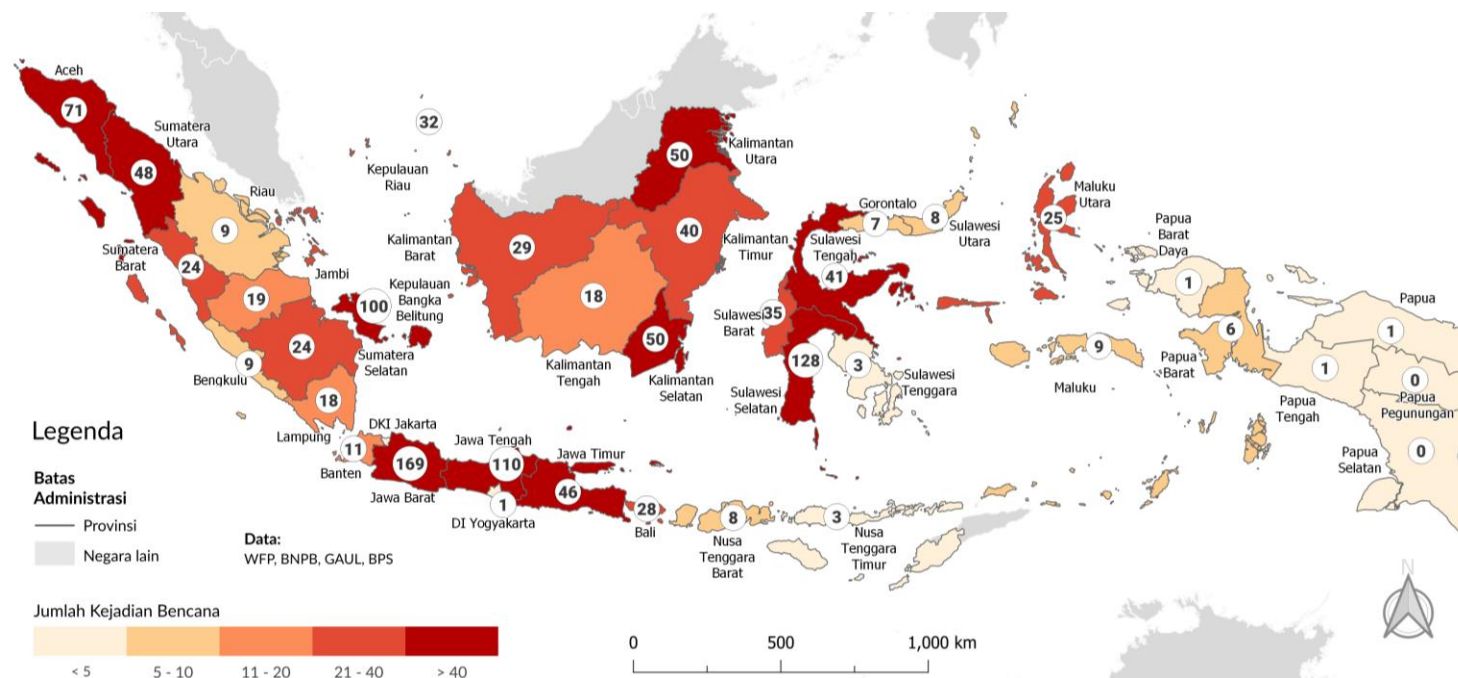 Aceh
71
Sumatera
Utara
48
Riau
9
32
Kepulauan
Riau
Sumatera
Barat
24
Jambi
19
Kepulauan
Bangka
Belitung
100
24
Sumatera
Selatan
9
Bengkulu
18
Lampung
Kalimantan
Barat
29
50
Kalimantan
Utara
40
Kalimantan
Timur
18
Kalimantan
Tengah
50
Kalimantan
Selatan
Gorontalo
7
8
Sulawesi
Utara
Sulawesi
Tengah
41
Sulawesi
Barat
35
128
Sulawesi
Selatan
3
Sulawesi
Tenggara
25
Maluku
Utara
9
Maluku
Papua
Barat
Daya
1
6
Papua
Barat
Papua
1
1
Papua
Tengah
0
Papua
Pegunungan
0
Papua
Selatan
DKI Jakarta
11
Banten
169
Jawa Barat
Jawa Tengah
110
1
DI Yogyakarta
Jawa Timur
46
28
Bali
8
Nusa
Tenggara
Barat
3
Nusa
Tenggara
Timur
Legenda
Batas
Administrasi
Provinsi
Negara lain
Data:
WFP, BNPB, GAUL, BPS
Jumlah Kejadian Bencana
< 5 5 - 10 11 - 20 21 - 40 > 40
0 500 1,000 km
N